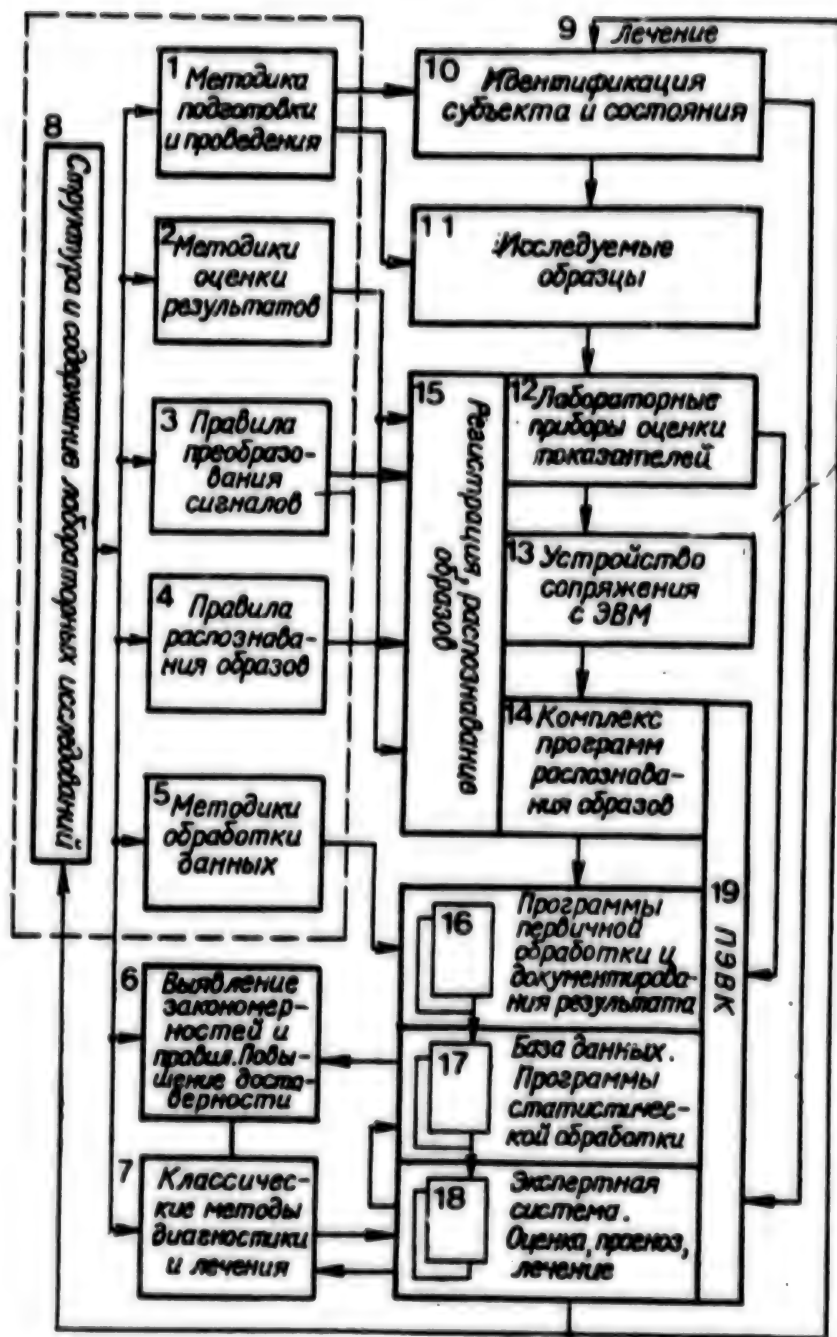 9 Лечение
1 Методика
подготовки
и проведения
10 Идентификация
субъекта и состояния
8
Структура и содержание лабораторных исследований
11 Исследуемые
образцы
2 Методики
оценки
результатов
15
Регистрация, распознавание
образов
12 Лабораторные
приборы оценки
показателей
3 Правила
преобразо-
вания
сигналов
13 Устройство
сопряжения
с ЭВМ
4 Правила
распознава-
ния образов
14 Комплекс
программ
распознава-
ния образов
5 Методики
обработки
данных
19 ПЭВК
16 Программы
первичной
обработки и
документирова-
ния результата
6 Выявление
закономер-
ностей и
правил. Повы-
шение досто-
верности
17 База данных.
Программы
статистичес-
кой обработки
7 Классичес-
кие методы
диагностики
и лечения
18 Экспертная
система.
Оценка, прогноз,
лечение